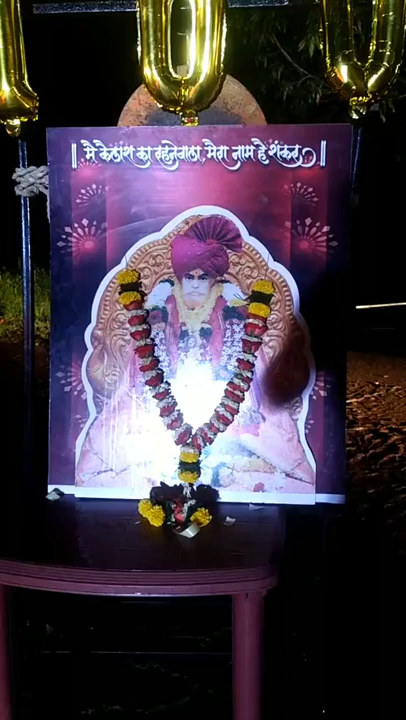 ॥ मै कैलाश का रहनेवाला, मेरा नाम है शंकर ॥